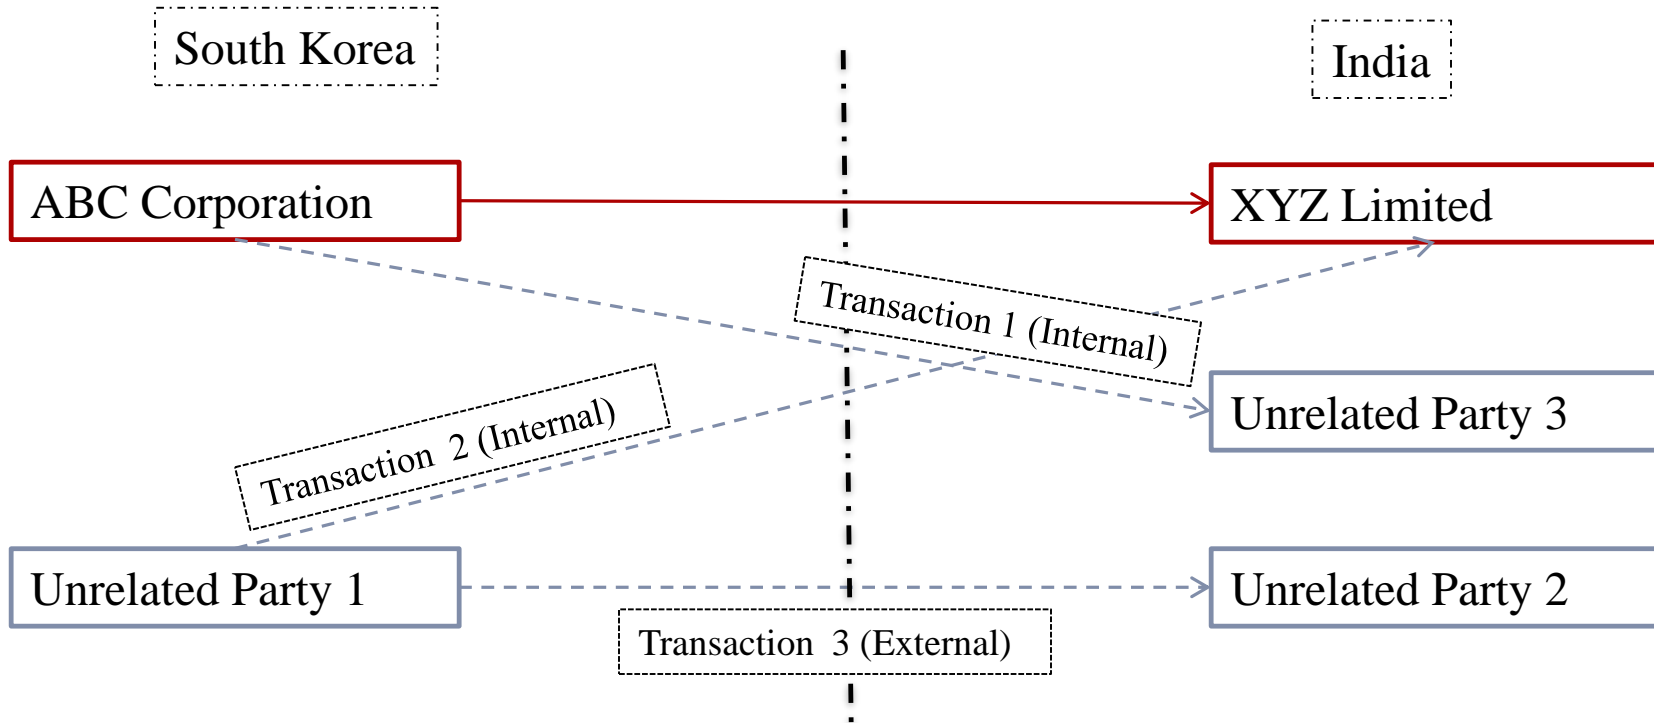 South Korea
India
ABC Corporation
XYZ Limited
Transaction 1 (Internal)
Transaction 2 (Internal)
Unrelated Party 3
Unrelated Party 1
Unrelated Party 2
Transaction 3 (External)